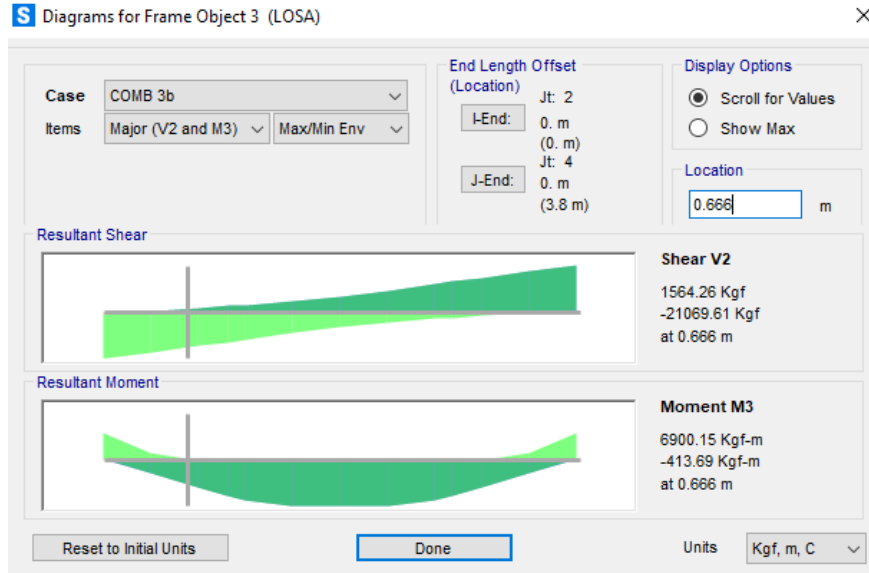 S Diagrams for Frame Object 3 (LOSA)
Case COMB 3b
Items Major (V2 and M3) Max/Min Env
End Length Offset
(Location)
I-End:
Jt: 2
0. m
(0. m)
J-End:
Jt: 4
0. m
(3.8 m)
Display Options
Scroll for Values
Show Max
Location
0.666 m
Resultant Shear
Shear V2
1564.26 Kgf
-21069.61 Kgf
at 0.666 m
Resultant Moment
Moment M3
6900.15 Kgf-m
-413.69 Kgf-m
at 0.666 m
Reset to Initial Units
Done
Units Kgf, m, C